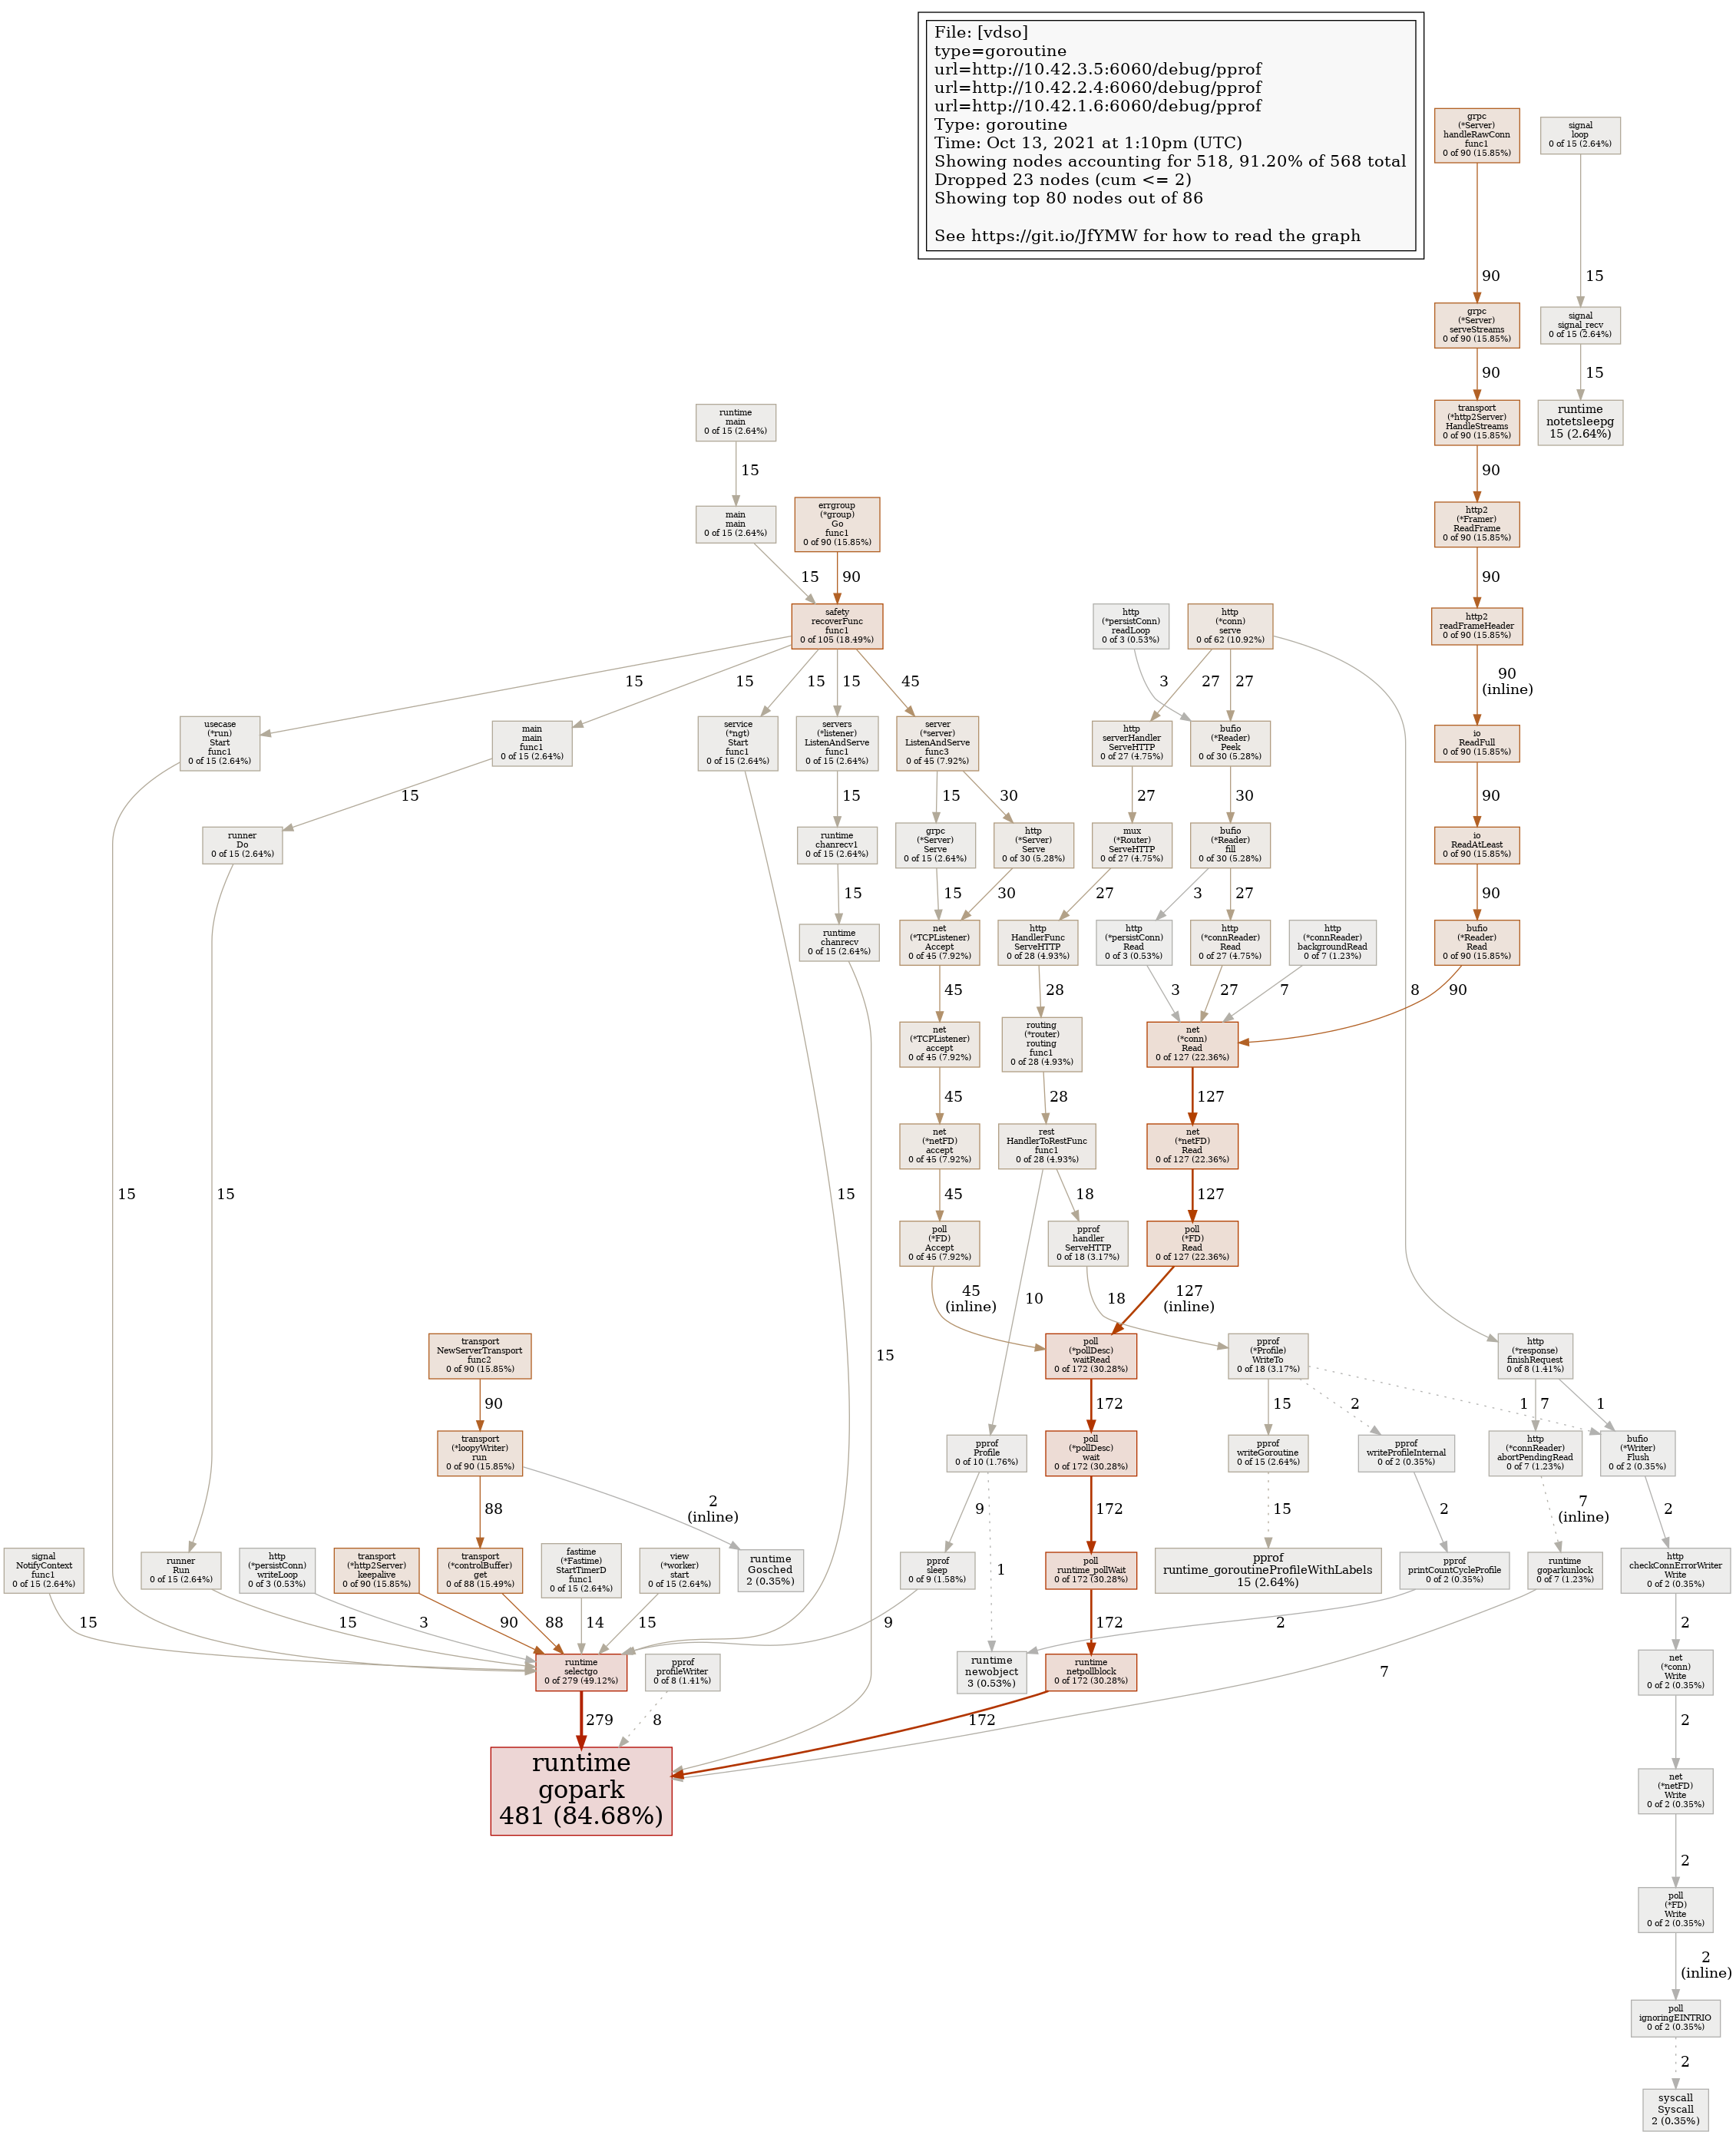 File: [vdso]
type=goroutine
url=http://10.42.3.5:6060/debug/pprof
url=http://10.42.2.4:6060/debug/pprof
url=http://10.42.1.6:6060/debug/pprof
Type: goroutine
Time: Oct 13, 2021 at 1:10pm (UTC)
Showing nodes accounting for 518, 91.20% of 568 total
Dropped 23 nodes (cum <= 2)
Showing top 80 nodes out of 86
See https://git.io/JfYMW for how to read the graph
grpc
(*Server)
handleRawConn
func1
0 of 90 (15.85%)
signal
loop
0 of 15 (2.64%)
90
15
grpc
(*Server)
serveStreams
0 of 90 (15.85%)
signal
signal_recv
0 of 15 (2.64%)
90
15
runtime
main
0 of 15 (2.64%)
transport
(*http2Server)
HandleStreams
0 of 90 (15.85%)
runtime
notetsleepg
15 (2.64%)
15
90
main
main
0 of 15 (2.64%)
errgroup
(*group)
Go
func1
0 of 90 (15.85%)
http2
(*Framer)
ReadFrame
0 of 90 (15.85%)
15
90
90
safety
recoverFunc
func1
0 of 105 (18.49%)
http
(*persistConn)
readLoop
0 of 3 (0.53%)
http
(*conn)
serve
0 of 62 (10.92%)
http2
readFrameHeader
0 of 90 (15.85%)
15
15
15
15
45
3
27
27
90
(inline)
usecase
(*run)
Start
func1
0 of 15 (2.64%)
main
main
func1
0 of 15 (2.64%)
service
(*ngt)
Start
func1
0 of 15 (2.64%)
servers
(*listener)
ListenAndServe
func1
0 of 15 (2.64%)
server
(*server)
ListenAndServe
func3
0 of 45 (7.92%)
http
serverHandler
ServeHTTP
0 of 27 (4.75%)
bufio
(*Reader)
Peek
0 of 30 (5.28%)
io
ReadFull
0 of 90 (15.85%)
15
15
15
30
27
30
90
runner
Do
0 of 15 (2.64%)
runtime
chanrecv1
0 of 15 (2.64%)
grpc
(*Server)
Serve
0 of 15 (2.64%)
http
(*Server)
Serve
0 of 30 (5.28%)
mux
(*Router)
ServeHTTP
0 of 27 (4.75%)
bufio
(*Reader)
fill
0 of 30 (5.28%)
io
ReadAtLeast
0 of 90 (15.85%)
15
15
30
27
3
27
90
runtime
chanrecv
0 of 15 (2.64%)
net
(*TCPListener)
Accept
0 of 45 (7.92%)
http
HandlerFunc
ServeHTTP
0 of 28 (4.93%)
http
(*persistConn)
Read
0 of 3 (0.53%)
http
(*connReader)
Read
0 of 27 (4.75%)
http
(*connReader)
backgroundRead
0 of 7 (1.23%)
bufio
(*Reader)
Read
0 of 90 (15.85%)
45
28
3
27
7
8
90
net
(*TCPListener)
accept
0 of 45 (7.92%)
routing
(*router)
routing
func1
0 of 28 (4.93%)
net
(*conn)
Read
0 of 127 (22.36%)
45
28
127
net
(*netFD)
accept
0 of 45 (7.92%)
rest
HandlerToRestFunc
func1
0 of 28 (4.93%)
net
(*netFD)
Read
0 of 127 (22.36%)
15
15
15
45
18
127
poll
(*FD)
Accept
0 of 45 (7.92%)
pprof
handler
ServeHTTP
0 of 18 (3.17%)
poll
(*FD)
Read
0 of 127 (22.36%)
45
(inline)
10
18
127
(inline)
transport
NewServerTransport
func2
0 of 90 (15.85%)
15
poll
(*pollDesc)
waitRead
0 of 172 (30.28%)
pprof
(*Profile)
WriteTo
0 of 18 (3.17%)
http
(*response)
finishRequest
0 of 8 (1.41%)
90
172
15
2
1
7
1
transport
(*loopyWriter)
run
0 of 90 (15.85%)
pprof
Profile
0 of 10 (1.76%)
poll
(*pollDesc)
wait
0 of 172 (30.28%)
pprof
writeGoroutine
0 of 15 (2.64%)
pprof
writeProfileInternal
0 of 2 (0.35%)
http
(*connReader)
abortPendingRead
0 of 7 (1.23%)
bufio
(*Writer)
Flush
0 of 2 (0.35%)
88
2
(inline)
9
172
15
2
7
(inline)
2
signal
NotifyContext
func1
0 of 15 (2.64%)
runner
Run
0 of 15 (2.64%)
http
(*persistConn)
writeLoop
0 of 3 (0.53%)
transport
(*http2Server)
keepalive
0 of 90 (15.85%)
transport
(*controlBuffer)
get
0 of 88 (15.49%)
fastime
(*Fastime)
StartTimerD
func1
0 of 15 (2.64%)
view
(*worker)
start
0 of 15 (2.64%)
runtime
Gosched
2 (0.35%)
pprof
sleep
0 of 9 (1.58%)
1
poll
runtime_pollWait
0 of 172 (30.28%)
pprof
runtime_goroutineProfileWithLabels
15 (2.64%)
pprof
printCountCycleProfile
0 of 2 (0.35%)
runtime
goparkunlock
0 of 7 (1.23%)
http
checkConnErrorWriter
Write
0 of 2 (0.35%)
15
15
3
90
88
14
15
9
172
2
2
runtime
selectgo
0 of 279 (49.12%)
pprof
profileWriter
0 of 8 (1.41%)
runtime
newobject
3 (0.53%)
runtime
netpollblock
0 of 172 (30.28%)
7
net
(*conn)
Write
0 of 2 (0.35%)
279
8
172
2
runtime
gopark
481 (84.68%)
net
(*netFD)
Write
0 of 2 (0.35%)
2
poll
(*FD)
Write
0 of 2 (0.35%)
2
(inline)
poll
ignoringEINTRIO
0 of 2 (0.35%)
2
syscall
Syscall
2 (0.35%)